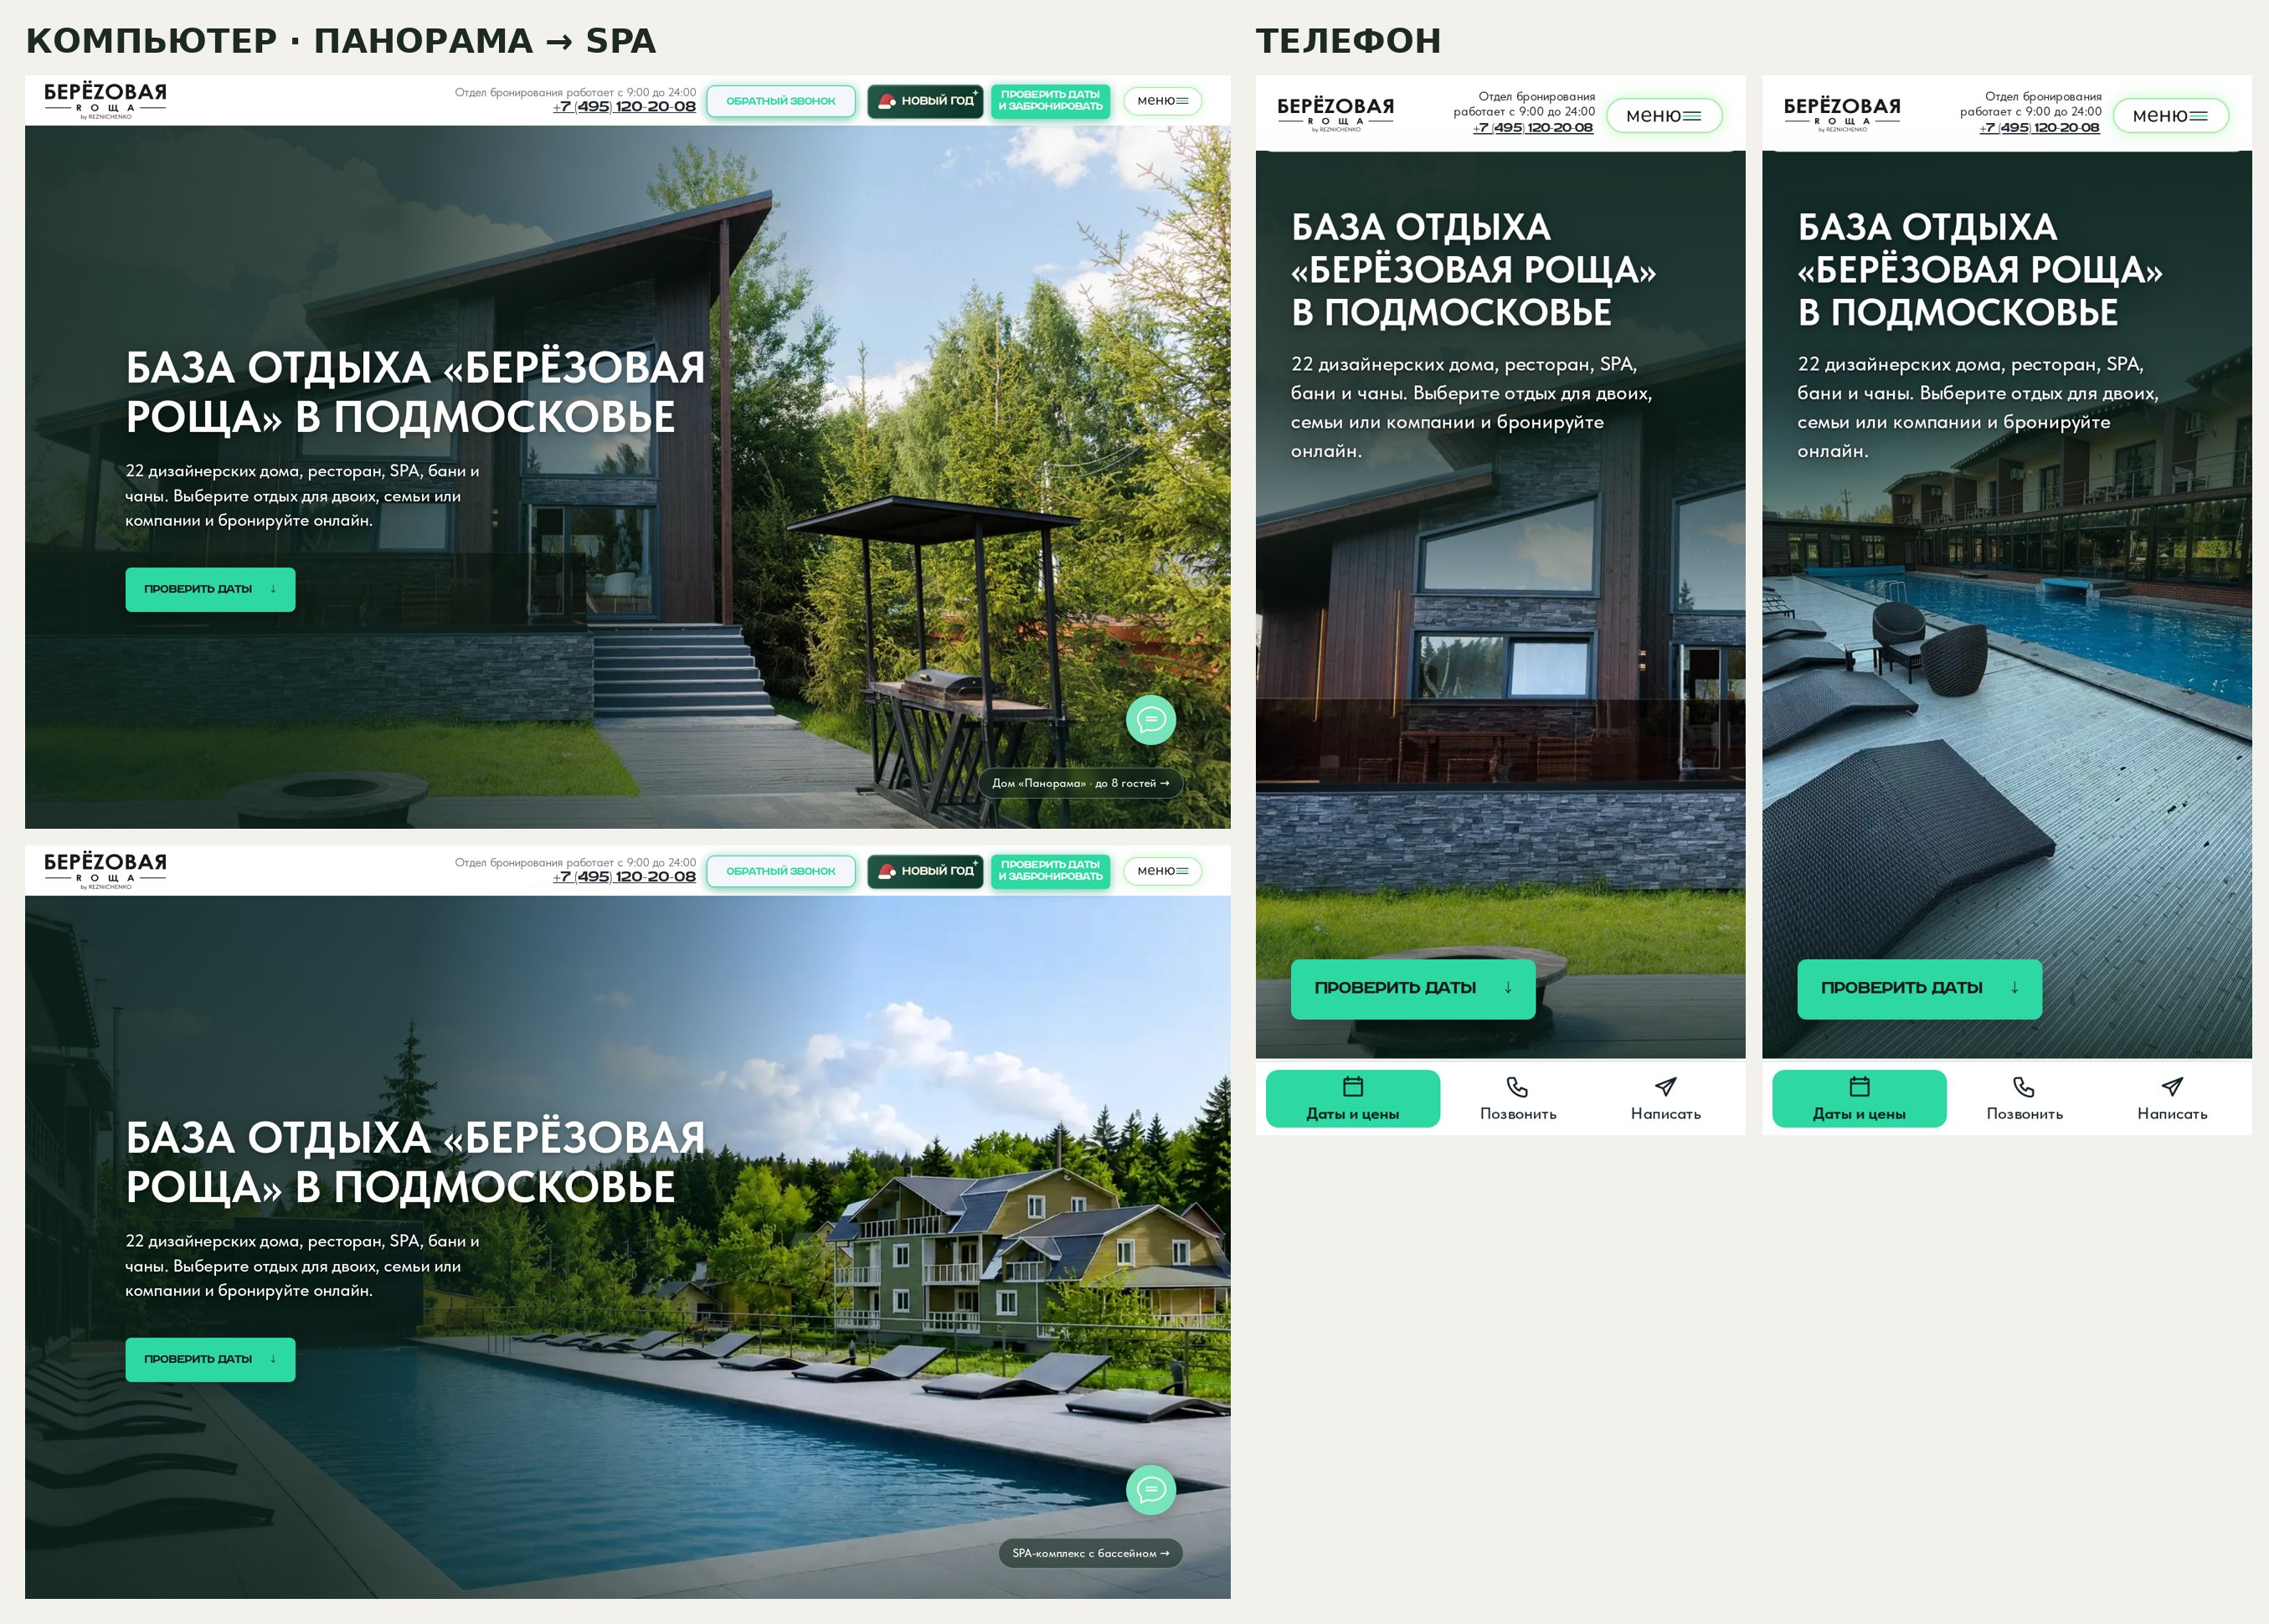 КОМПЬЮТЕР · ПАНОРАМА → SPA
БЕРЁZОВАЯ
РОЩА
by REZNICHENKO
Отдел бронирования работает с 9:00 до 24:00
+7 (495) 120-20-08
ОБРАТНЫЙ ЗВОНОК
НОВЫЙ ГОД
ПРОВЕРИТЬ ДАТЫ
И ЗАБРОНИРОВАТЬ
меню
БАЗА ОТДЫХА «БЕРЁЗОВАЯ
РОЩА» В ПОДМОСКОВЬЕ
22 дизайнерских дома, ресторан, SPA, бани и
чаны. Выберите отдых для двоих, семьи или
компании и бронируйте онлайн.
ПРОВЕРИТЬ ДАТЫ ↓
Дом «Панорама» · до 8 гостей →
БЕРЁZОВАЯ
РОЩА
by REZNICHENKO
Отдел бронирования работает с 9:00 до 24:00
+7 (495) 120-20-08
ОБРАТНЫЙ ЗВОНОК
НОВЫЙ ГОД
ПРОВЕРИТЬ ДАТЫ
И ЗАБРОНИРОВАТЬ
меню
БАЗА ОТДЫХА «БЕРЁЗОВАЯ
РОЩА» В ПОДМОСКОВЬЕ
22 дизайнерских дома, ресторан, SPA, бани и
чаны. Выберите отдых для двоих, семьи или
компании и бронируйте онлайн.
ПРОВЕРИТЬ ДАТЫ ↓
SPA-комплекс с бассейном →
ТЕЛЕФОН
БЕРЁZОВАЯ
РОЩА
by REZNICHENKO
Отдел бронирования
работает с 9:00 до 24:00
+7 (495) 120-20-08
меню
БАЗА ОТДЫХА
«БЕРЁЗОВАЯ РОЩА»
В ПОДМОСКОВЬЕ
22 дизайнерских дома, ресторан, SPA,
бани и чаны. Выберите отдых для двоих,
семьи или компании и бронируйте
онлайн.
ПРОВЕРИТЬ ДАТЫ ↓
Даты и цены
Позвонить
Написать
БЕРЁZОВАЯ
РОЩА
by REZNICHENKO
Отдел бронирования
работает с 9:00 до 24:00
+7 (495) 120-20-08
меню
БАЗА ОТДЫХА
«БЕРЁЗОВАЯ РОЩА»
В ПОДМОСКОВЬЕ
22 дизайнерских дома, ресторан, SPA,
бани и чаны. Выберите отдых для двоих,
семьи или компании и бронируйте
онлайн.
ПРОВЕРИТЬ ДАТЫ ↓
Даты и цены
Позвонить
Написать